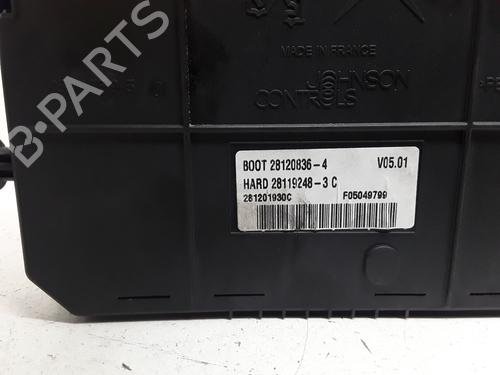 MADE IN FRANCE
JOHNSON
CONTROLS
B-PARTS
BOOT 28120836-4 V05.01
HARD 28119248-3 C
281201930C F05049799